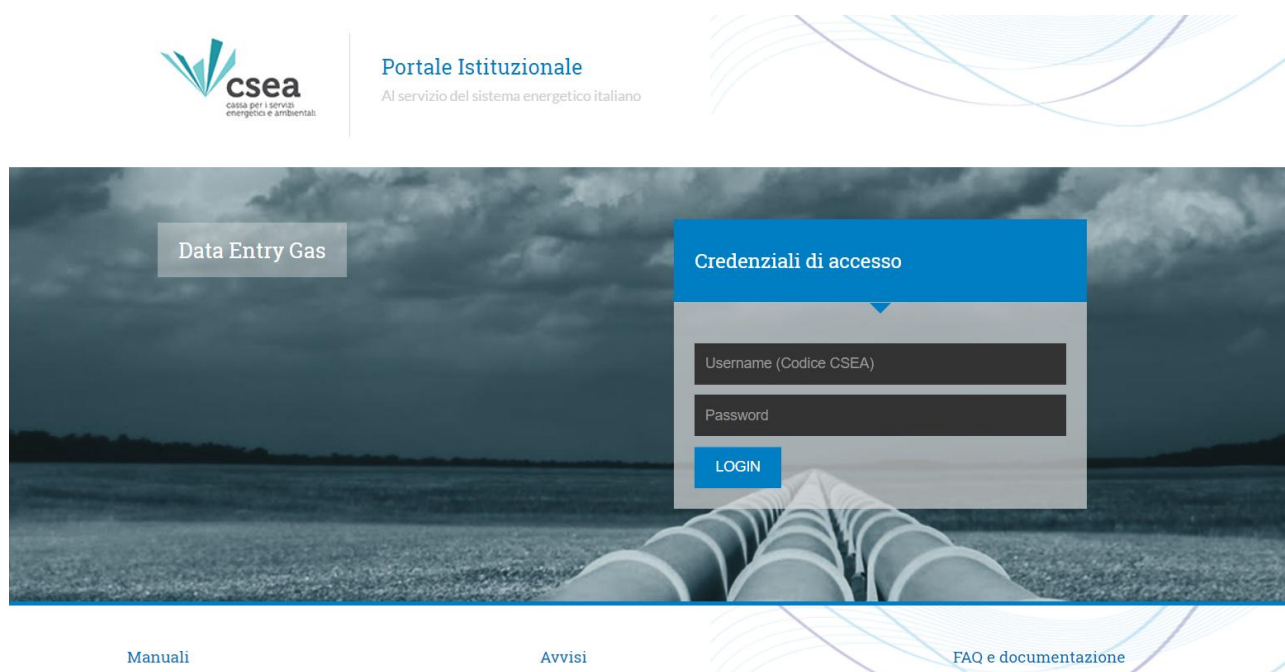 csea
cassa per i servizi
energetici e ambientali
Portale Istituzionale
Al servizio del sistema energetico italiano
Data Entry Gas
Credenziali di accesso
Username (Codice CSEA)
Password
LOGIN
Manuali
Avvisi
FAQ e documentazione